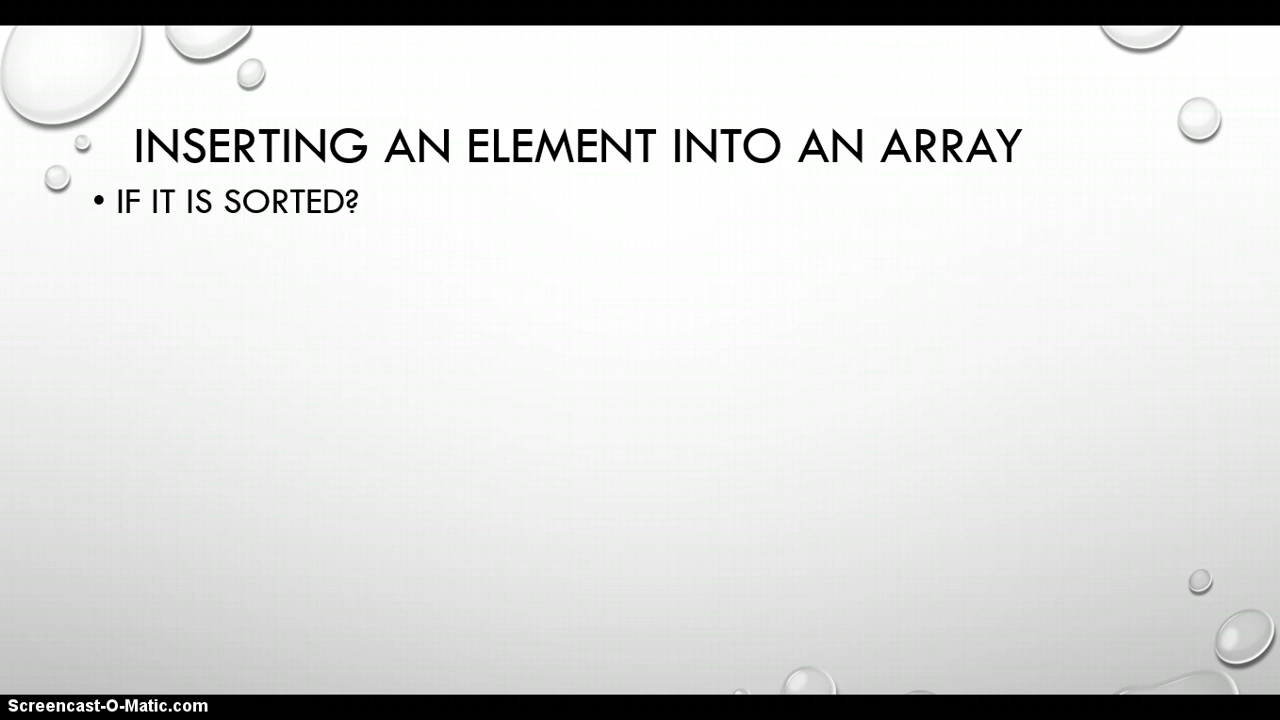 INSERTING AN ELEMENT INTO AN ARRAY
• IF IT IS SORTED?
Screencast-O-Matic.com